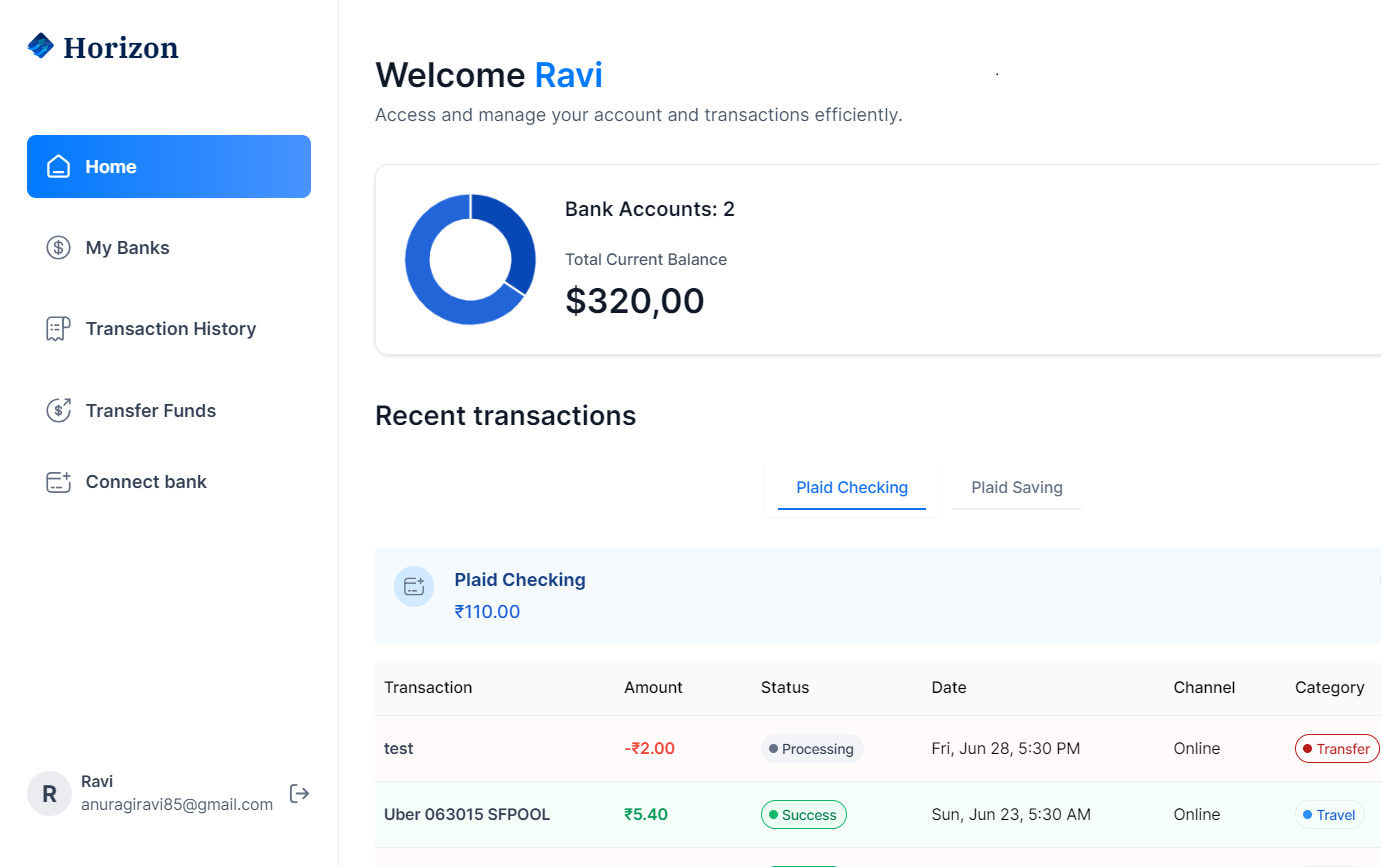 Horizon
Home
My Banks
Transaction History
Transfer Funds
Connect bank
R
Ravi
anuragiravi85@gmail.com
Welcome Ravi
Access and manage your account and transactions efficiently.
Bank Accounts: 2
Total Current Balance
$320,00
Recent transactions
Plaid Checking Plaid Saving
Plaid Checking
₹110.00
Transaction Amount Status Date Channel Category
test -₹2.00 Processing Fri, Jun 28, 5:30 PM Online Transfer
Uber 063015 SFPOOL ₹5.40 Success Sun, Jun 23, 5:30 AM Online Travel